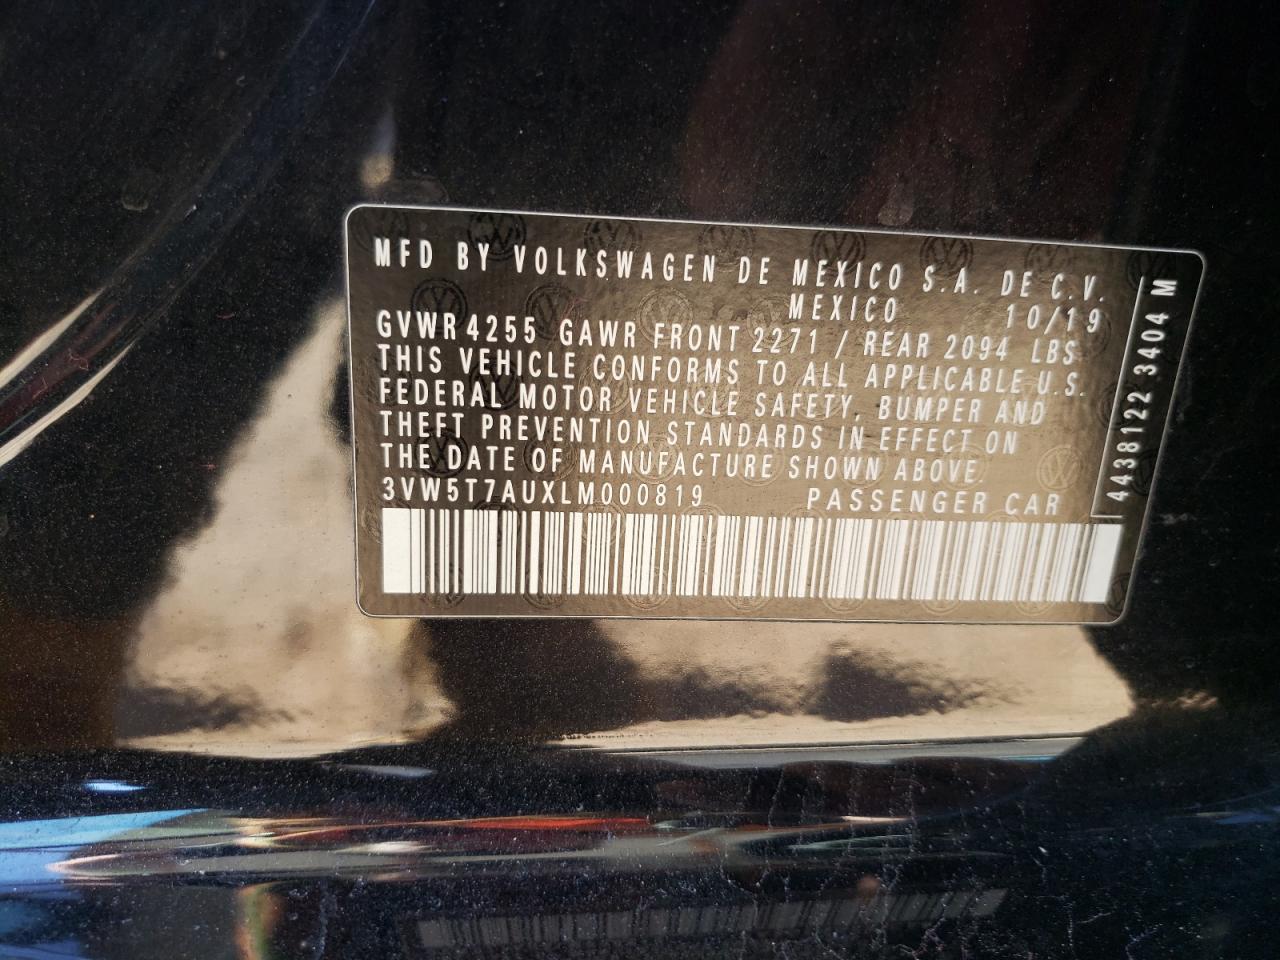 MFD BY VOLKSWAGEN DE MEXICO S.A. DE C.V.
MEXICO 10/19
GVWR 4255 GAWR FRONT 2271 / REAR 2094 LBS
THIS VEHICLE CONFORMS TO ALL APPLICABLE U.S.
FEDERAL MOTOR VEHICLE SAFETY, BUMPER AND
THEFT PREVENTION STANDARDS IN EFFECT ON
THE DATE OF MANUFACTURE SHOWN ABOVE.
3VW5T7AUXLM000819 PASSENGER CAR
4438122 3404 M